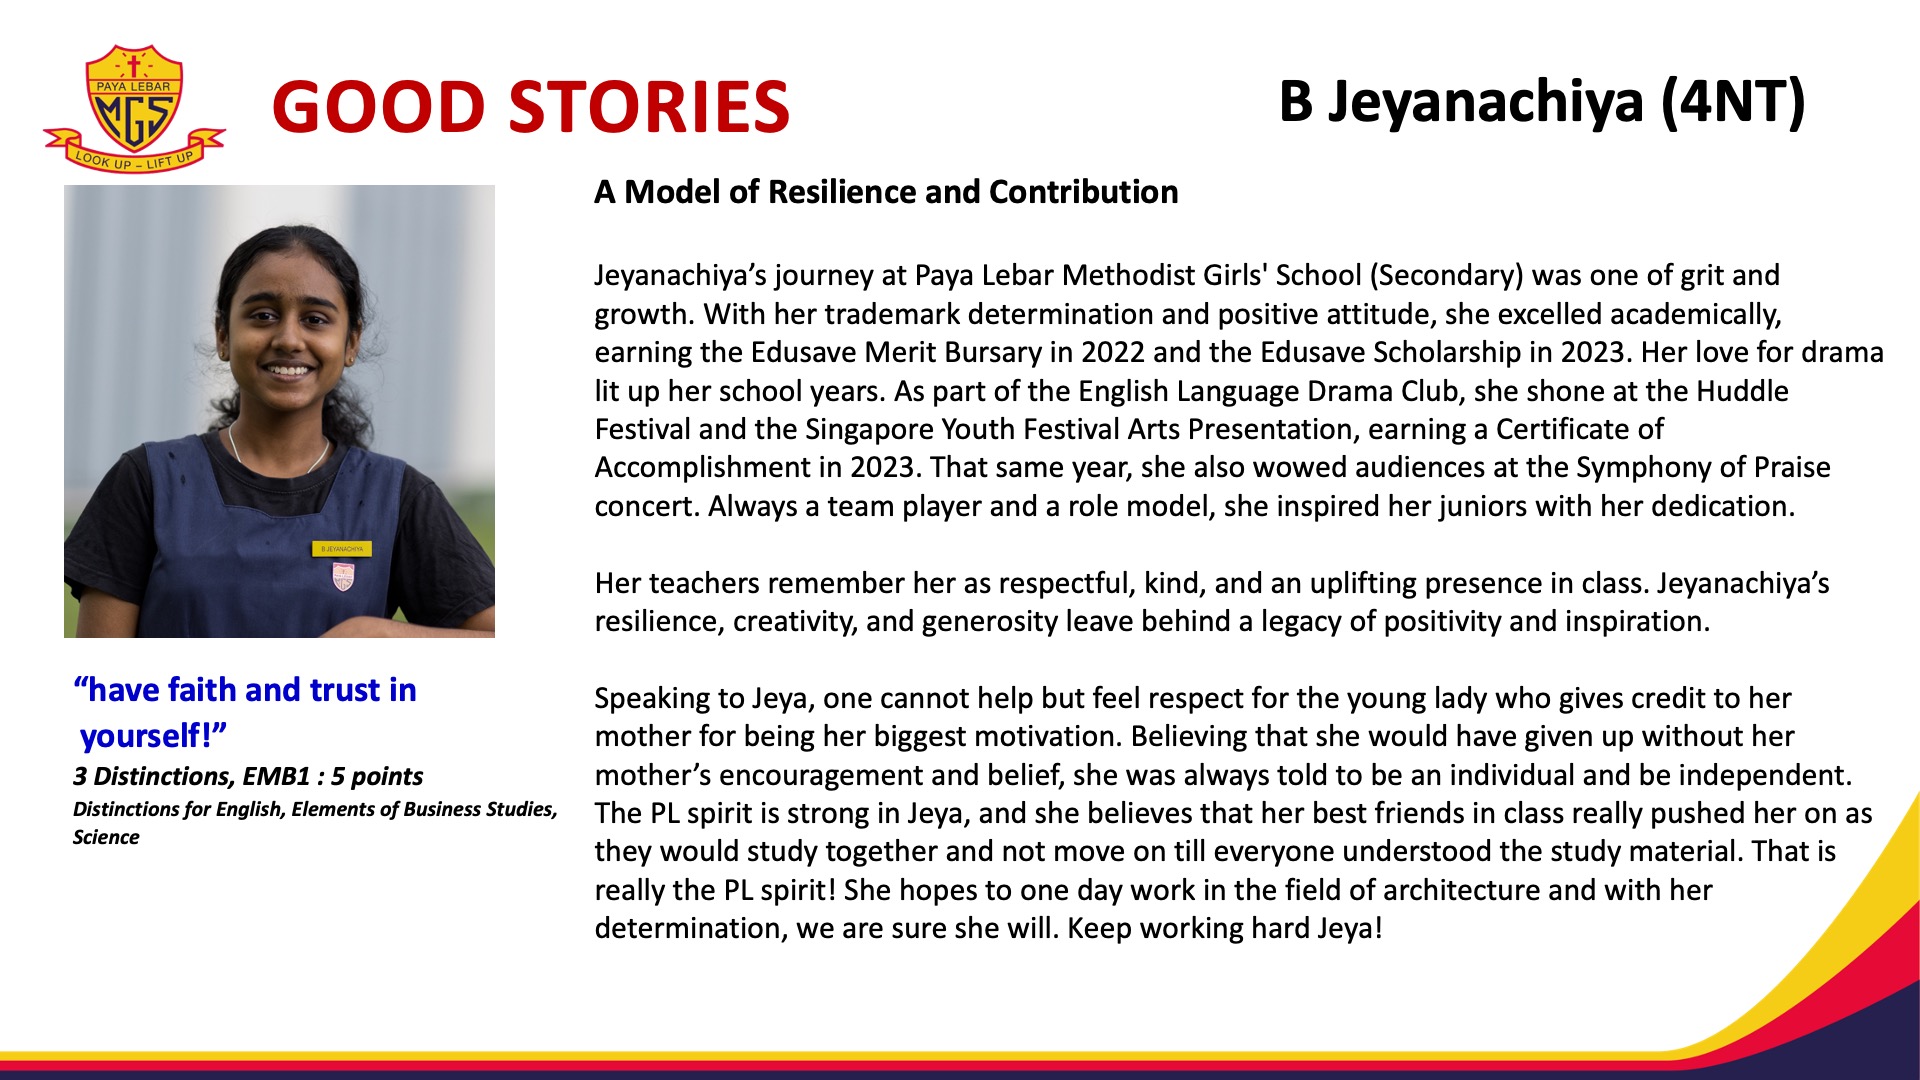 PAYA LEBAR
MGS
LOOK UP – LIFT UP
GOOD STORIES
B Jeyanachiya (4NT)
B JEYANACHIYA
“have faith and trust in
yourself!”
3 Distinctions, EMB1 : 5 points
Distinctions for English, Elements of Business Studies,
Science
A Model of Resilience and Contribution
Jeyanachiya’s journey at Paya Lebar Methodist Girls' School (Secondary) was one of grit and
growth. With her trademark determination and positive attitude, she excelled academically,
earning the Edusave Merit Bursary in 2022 and the Edusave Scholarship in 2023. Her love for drama
lit up her school years. As part of the English Language Drama Club, she shone at the Huddle
Festival and the Singapore Youth Festival Arts Presentation, earning a Certificate of
Accomplishment in 2023. That same year, she also wowed audiences at the Symphony of Praise
concert. Always a team player and a role model, she inspired her juniors with her dedication.
Her teachers remember her as respectful, kind, and an uplifting presence in class. Jeyanachiya’s
resilience, creativity, and generosity leave behind a legacy of positivity and inspiration.
Speaking to Jeya, one cannot help but feel respect for the young lady who gives credit to her
mother for being her biggest motivation. Believing that she would have given up without her
mother’s encouragement and belief, she was always told to be an individual and be independent.
The PL spirit is strong in Jeya, and she believes that her best friends in class really pushed her on as
they would study together and not move on till everyone understood the study material. That is
really the PL spirit! She hopes to one day work in the field of architecture and with her
determination, we are sure she will. Keep working hard Jeya!